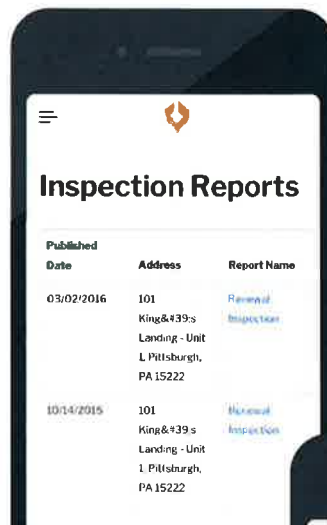 Inspection Reports
Published
Date Address Report Name
03/02/2016 101 Renewal
King&#39;s Inspection
Landing - Unit
1, Pittsburgh,
PA 15222
10/14/2015 101 Renewal
King&#39;s Inspection
Landing - Unit
1, Pittsburgh,
PA 15222